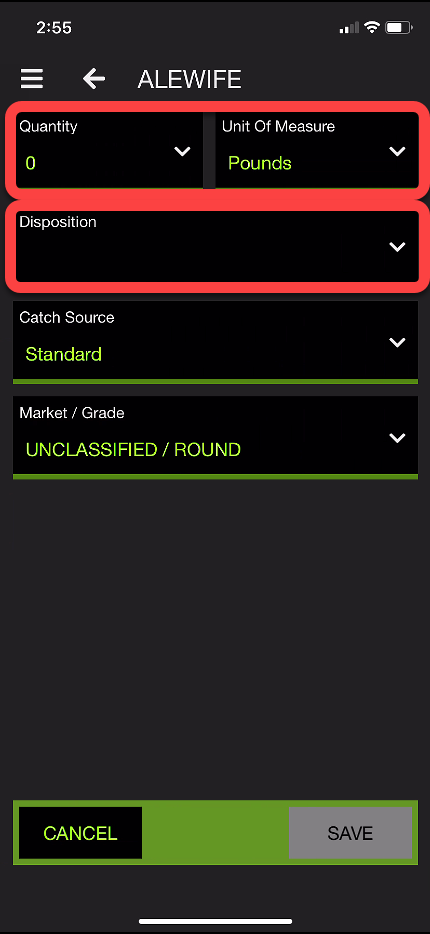 2:55
ALEWIFE
Quantity
0
Unit Of Measure
Pounds
Disposition
Catch Source
Standard
Market / Grade
UNCLASSIFIED / ROUND
CANCEL
SAVE